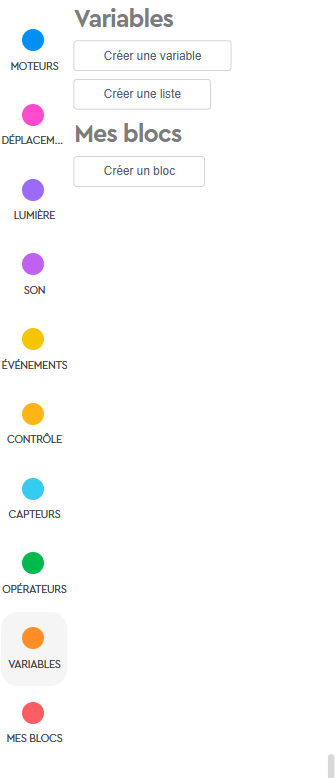 MOTEURS
DÉPLACEM...
LUMIÈRE
SON
ÉVÉNEMENTS
CONTRÔLE
CAPTEURS
OPÉRATEURS
VARIABLES
MES BLOCS
Variables
Créer une variable
Créer une liste
Mes blocs
Créer un bloc